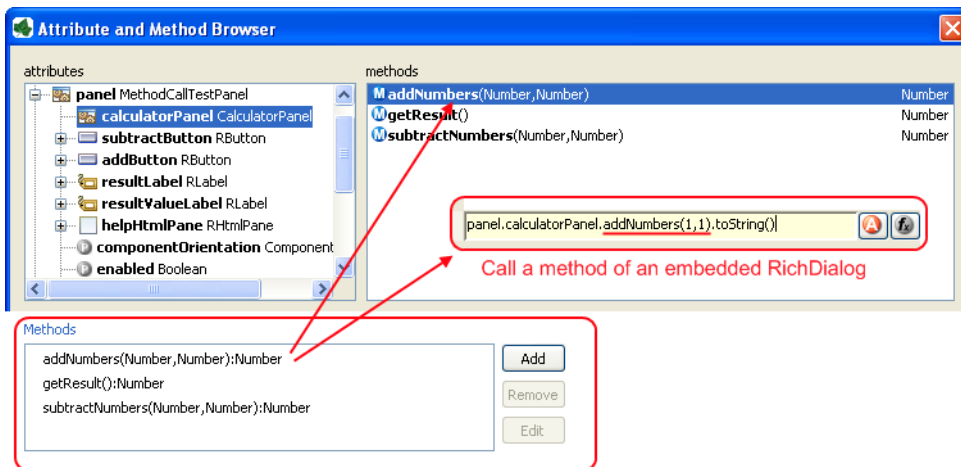 Attribute and Method Browser
attributes
panel MethodCallTestPanel
calculatorPanel CalculatorPanel
subtractButton RButton
addButton RButton
resultLabel RLabel
resultValueLabel RLabel
helpHtmlPane RHtmlPane
componentOrientation Component
enabled Boolean
methods
M addNumbers(Number,Number) Number
M getResult() Number
M subtractNumbers(Number,Number) Number
panel.calculatorPanel.addNumbers(1,1).toString() A fx
Call a method of an embedded RichDialog
Methods
addNumbers(Number,Number):Number
getResult():Number
subtractNumbers(Number,Number):Number
Add
Remove
Edit